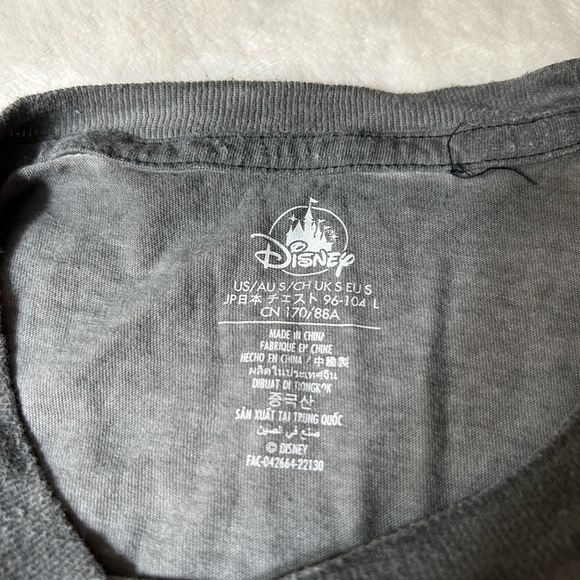 Disney
US/AU S/CH UK S EU S
JP日本 チェスト 96-104 L
CN 170/88A
MADE IN CHINA
FABRIQUÉ EN CHINE
HECHO EN CHINA / 中國製
ผลิตในประเทศจีน
DIBUAT DI TIONGKOK
중국산
SẢN XUẤT TẠI TRUNG QUỐC
صنع في الصين
© DISNEY
FAC-042664-22130